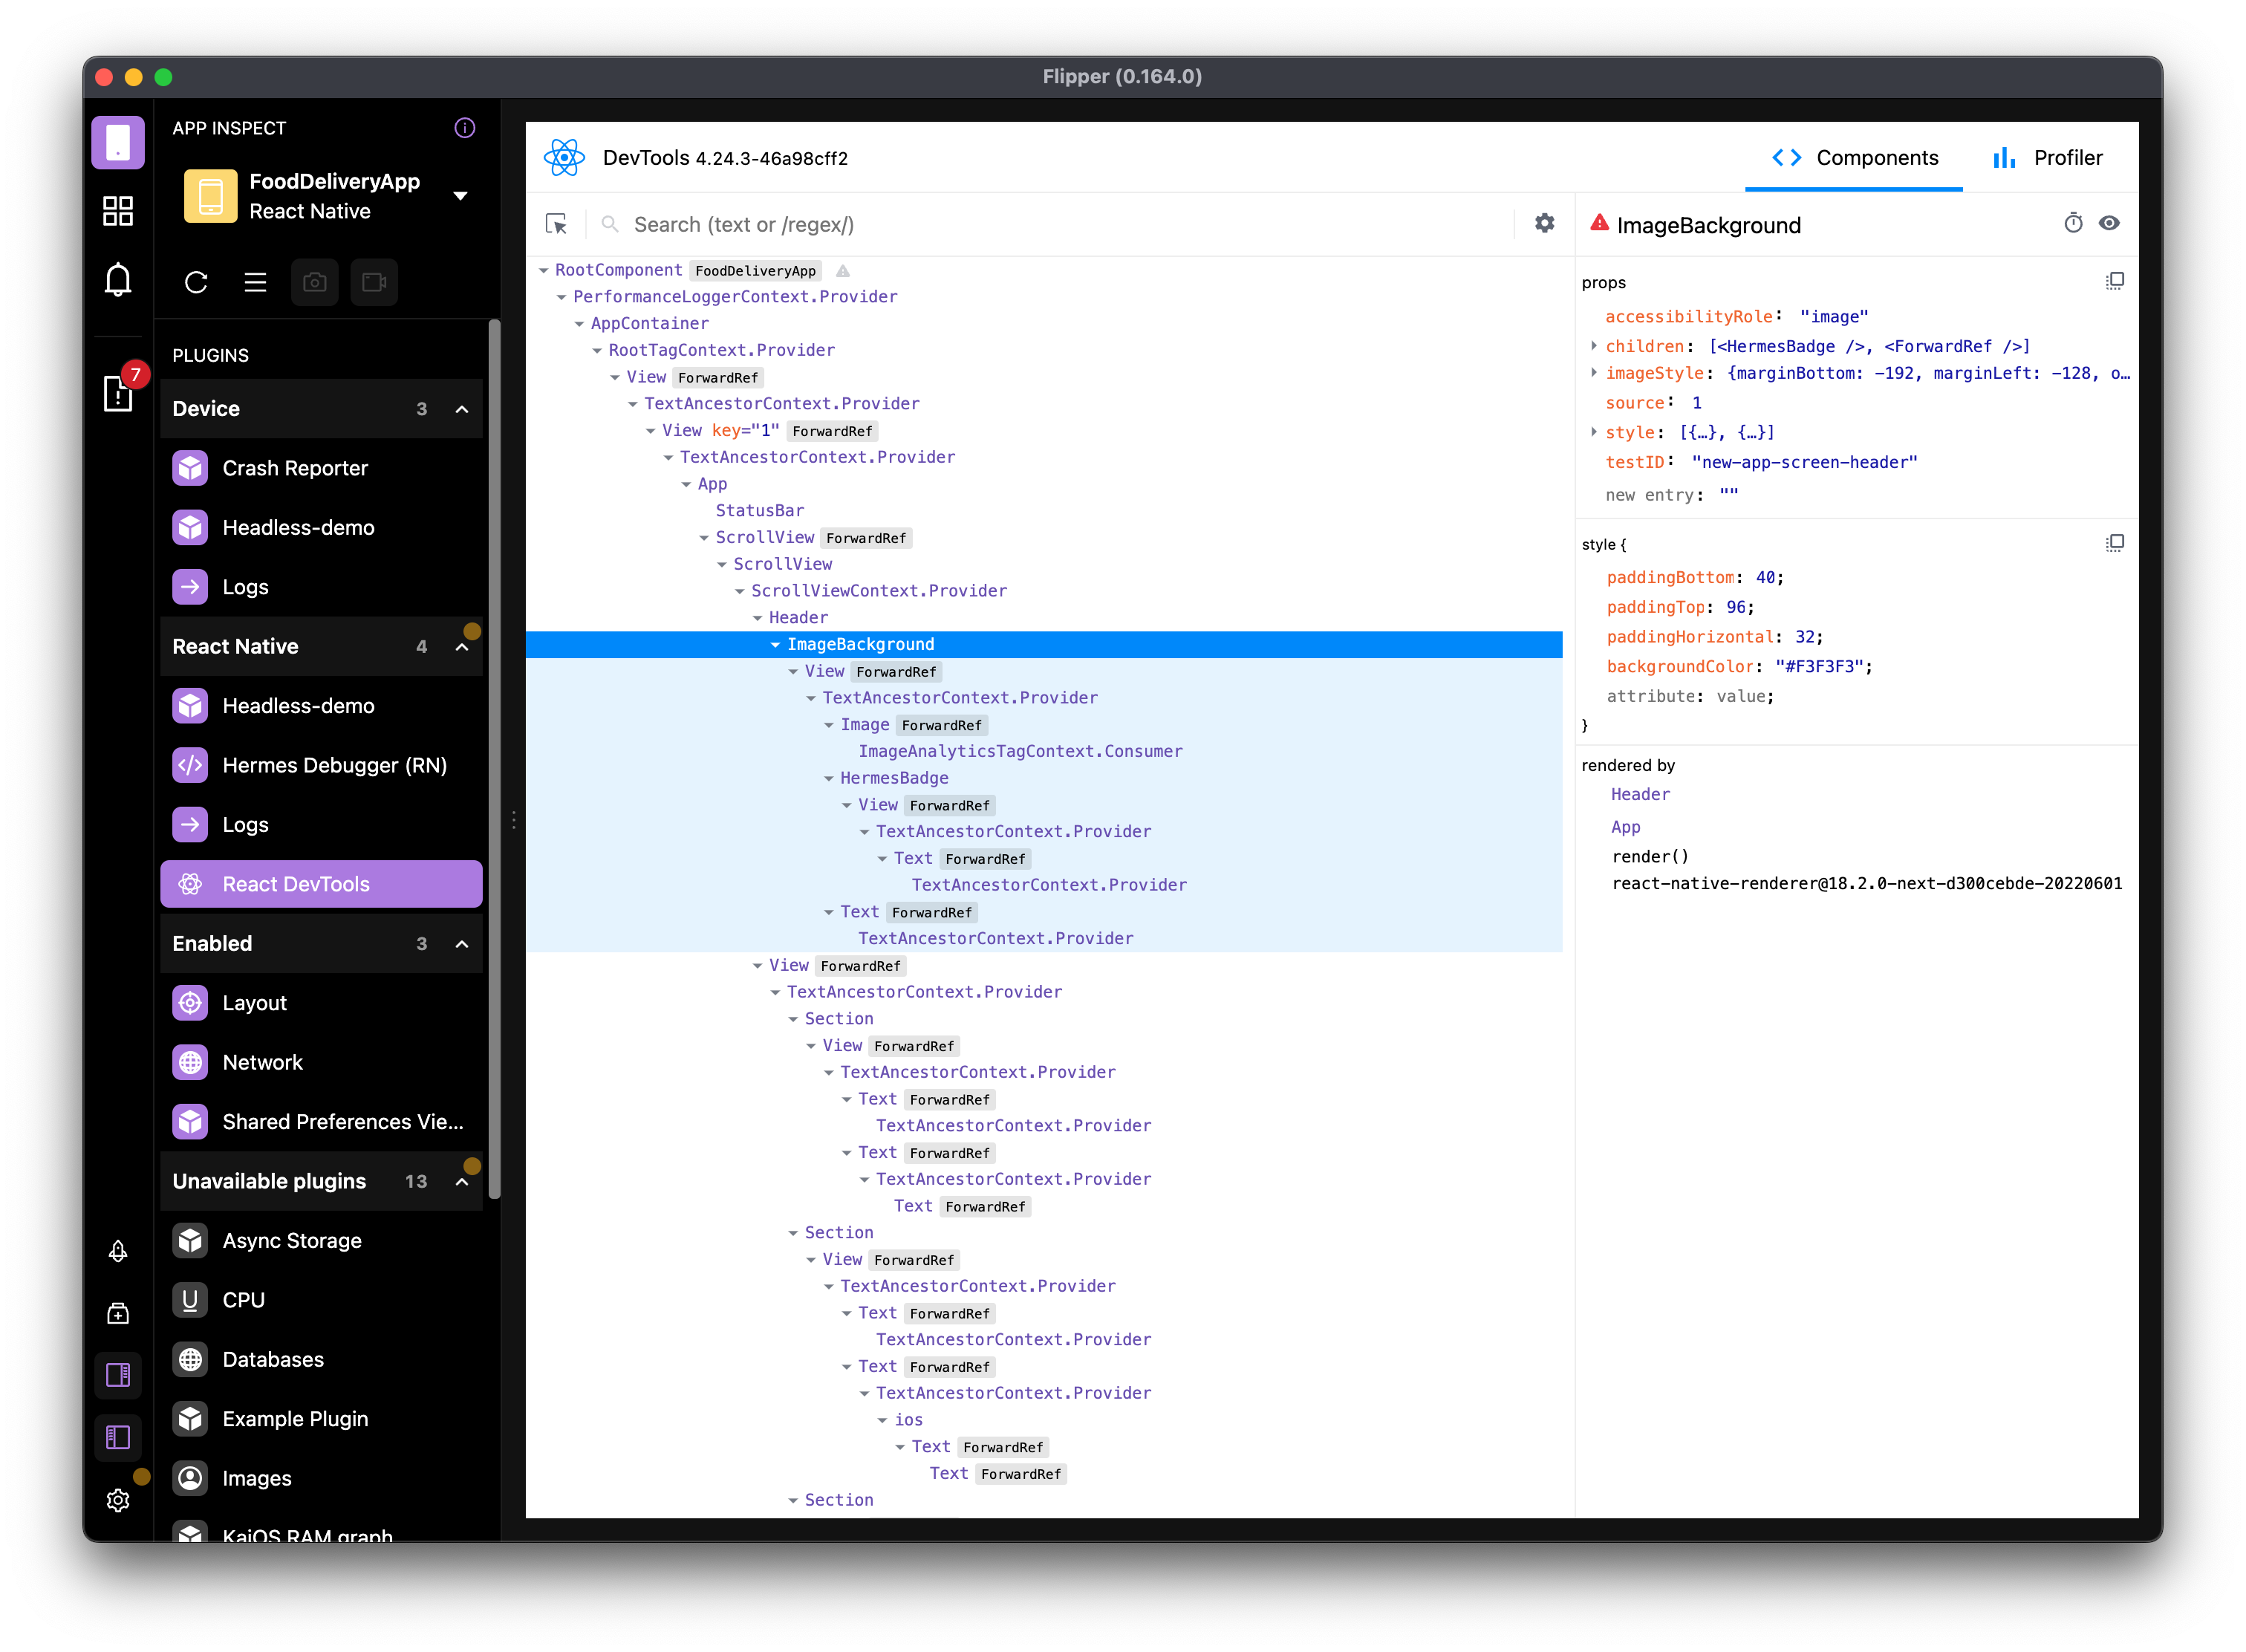 Flipper (0.164.0)
APP INSPECT
FoodDeliveryApp
React Native
7
PLUGINS
Device 3
Crash Reporter
Headless-demo
Logs
React Native 4
Headless-demo
Hermes Debugger (RN)
Logs
React DevTools
Enabled 3
Layout
Network
Shared Preferences Vie...
Unavailable plugins 13
Async Storage
CPU
Databases
Example Plugin
Images
KaiOS RAM graph
DevTools 4.24.3-46a98cff2
Components
Profiler
Search (text or /regex/)
RootComponent FoodDeliveryApp
PerformanceLoggerContext.Provider
AppContainer
RootTagContext.Provider
View ForwardRef
TextAncestorContext.Provider
View key="1" ForwardRef
TextAncestorContext.Provider
App
StatusBar
ScrollView ForwardRef
ScrollView
ScrollViewContext.Provider
Header
ImageBackground
View ForwardRef
TextAncestorContext.Provider
Image ForwardRef
ImageAnalyticsTagContext.Consumer
HermesBadge
View ForwardRef
TextAncestorContext.Provider
Text ForwardRef
TextAncestorContext.Provider
Text ForwardRef
TextAncestorContext.Provider
View ForwardRef
TextAncestorContext.Provider
Section
View ForwardRef
TextAncestorContext.Provider
Text ForwardRef
TextAncestorContext.Provider
Text ForwardRef
TextAncestorContext.Provider
Text ForwardRef
Section
View ForwardRef
TextAncestorContext.Provider
Text ForwardRef
TextAncestorContext.Provider
Text ForwardRef
TextAncestorContext.Provider
ios
Text ForwardRef
Text ForwardRef
Section
ImageBackground
props
accessibilityRole: "image"
children: [<HermesBadge />, <ForwardRef />]
imageStyle: {marginBottom: -192, marginLeft: -128, o…
source: 1
style: [{…}, {…}]
testID: "new-app-screen-header"
new entry: ""
style {
paddingBottom: 40;
paddingTop: 96;
paddingHorizontal: 32;
backgroundColor: "#F3F3F3";
attribute: value;
}
rendered by
Header
App
render()
react-native-renderer@18.2.0-next-d300cebde-20220601